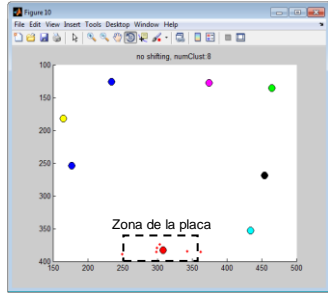 Figure 10
File Edit View Insert Tools Desktop Window Help
no shifting, numClust:8
100
150
200
250
300
350
400
Zona de la placa
150 200 250 300 350 400 450 500